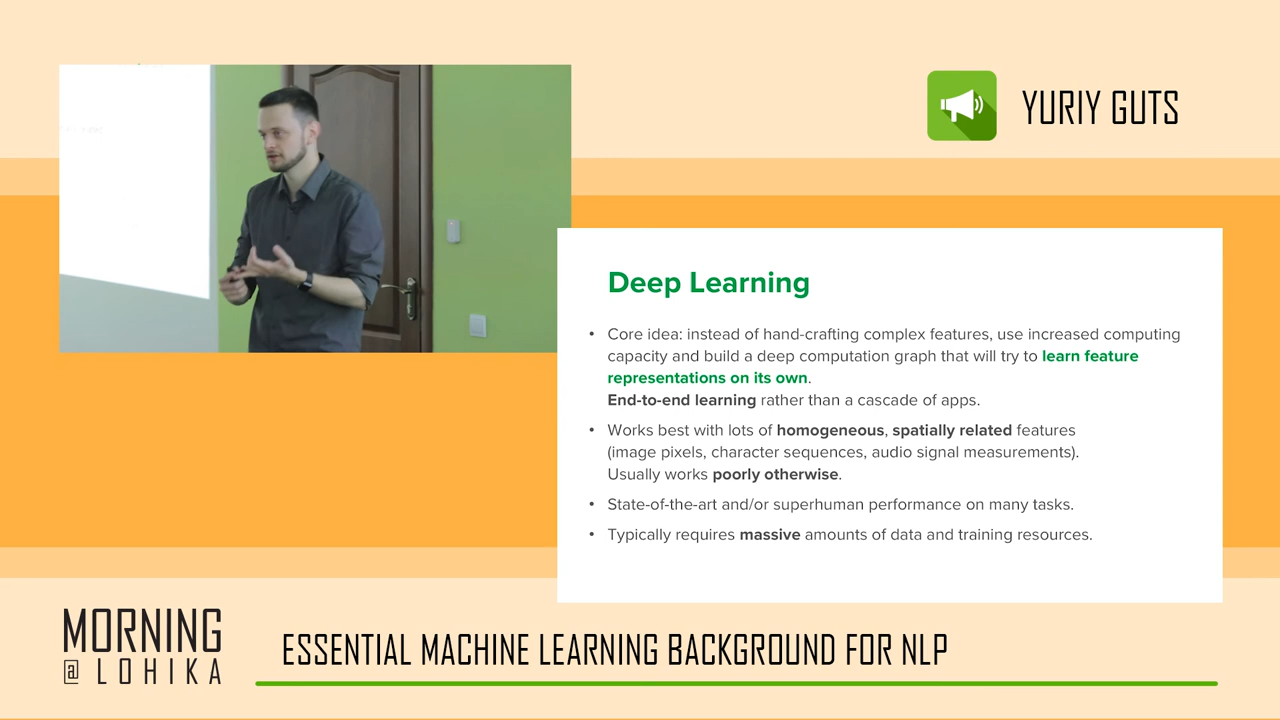 YURIY GUTS
Deep Learning
• Core idea: instead of hand-crafting complex features, use increased computing
capacity and build a deep computation graph that will try to learn feature
representations on its own.
End-to-end learning rather than a cascade of apps.
• Works best with lots of homogeneous, spatially related features
(image pixels, character sequences, audio signal measurements).
Usually works poorly otherwise.
• State-of-the-art and/or superhuman performance on many tasks.
• Typically requires massive amounts of data and training resources.
MORNING
@ LOHIKA
ESSENTIAL MACHINE LEARNING BACKGROUND FOR NLP